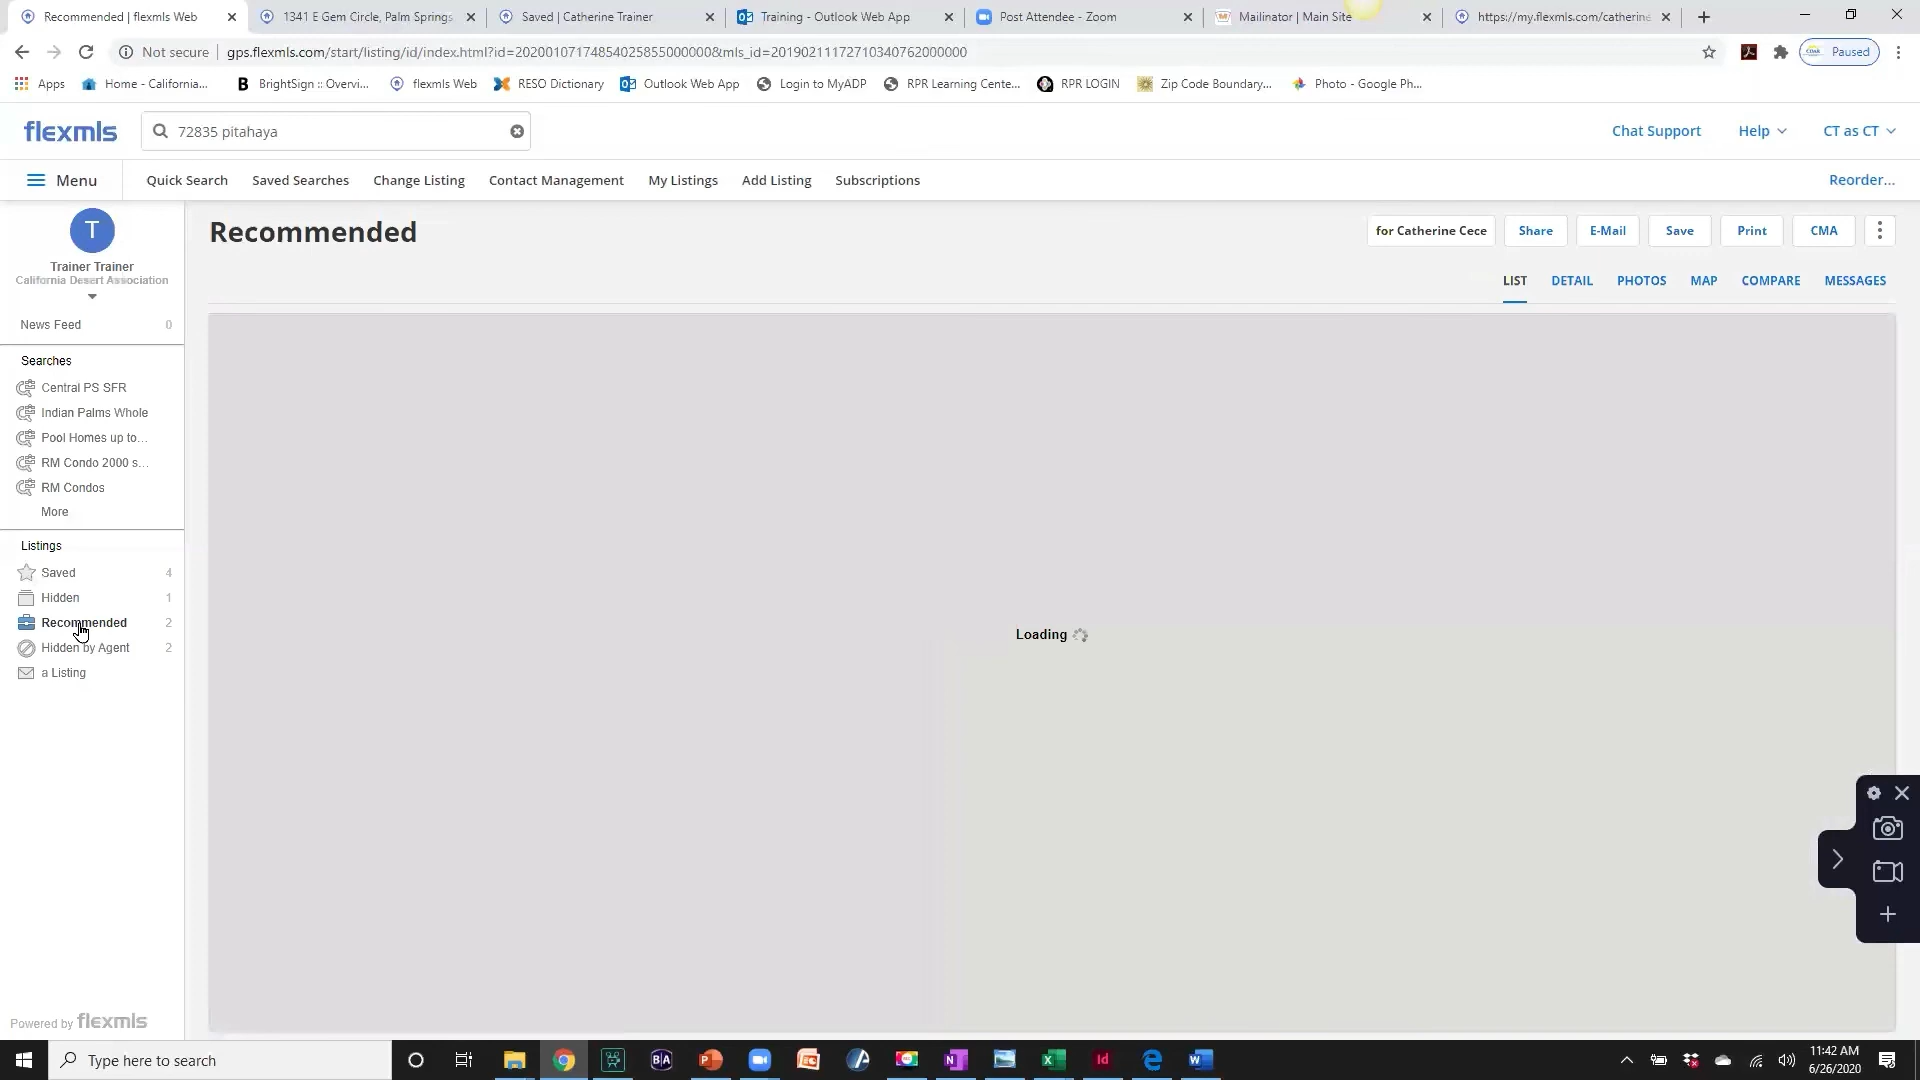 Recommended | flexmls Web
1341 E Gem Circle, Palm Springs
Saved | Catherine Trainer
Training - Outlook Web App
Post Attendee - Zoom
Mailinator | Main Site
https://my.flexmls.com/catherine
Not secure
gps.flexmls.com/start/listing/id/index.html?id=20200107174854025855000000&mls_id=20190211172710340762000000
Paused
Apps
Home - California...
B
BrightSign :: Overvi...
flexmls Web
RESO Dictionary
Outlook Web App
Login to MyADP
RPR Learning Cente...
RPR LOGIN
Zip Code Boundary...
Photo - Google Ph...
flexmls
72835 pitahaya
Chat Support
Help
CT as CT
Menu
Quick Search
Saved Searches
Change Listing
Contact Management
My Listings
Add Listing
Subscriptions
Reorder...
T
Trainer Trainer
California Desert Association
News Feed 0
Searches
Central PS SFR
Indian Palms Whole
Pool Homes up to...
RM Condo 2000 s...
RM Condos
More
Listings
Saved 4
Hidden 1
Recommended 2
Hidden by Agent 2
a Listing
Powered by flexmls
Recommended
for Catherine Cece
Share
E-Mail
Save
Print
CMA
LIST
DETAIL
PHOTOS
MAP
COMPARE
MESSAGES
Loading
Type here to search
11:42 AM
6/26/2020